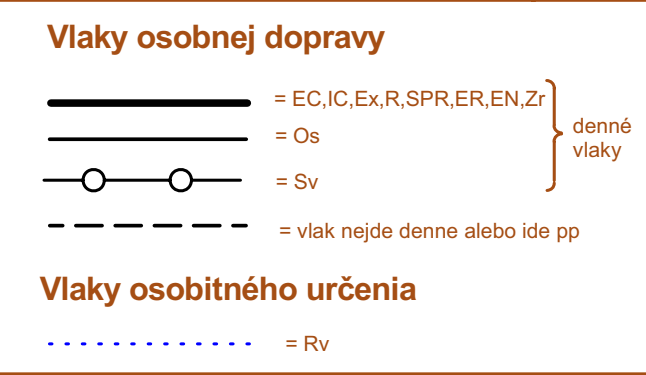 Vlaky osobnej dopravy
= EC,IC,Ex,R,SPR,ER,EN,Zr
= Os
= Sv
denné
vlaky
= vlak nejde denne alebo ide pp
Vlaky osobitného určenia
= Rv